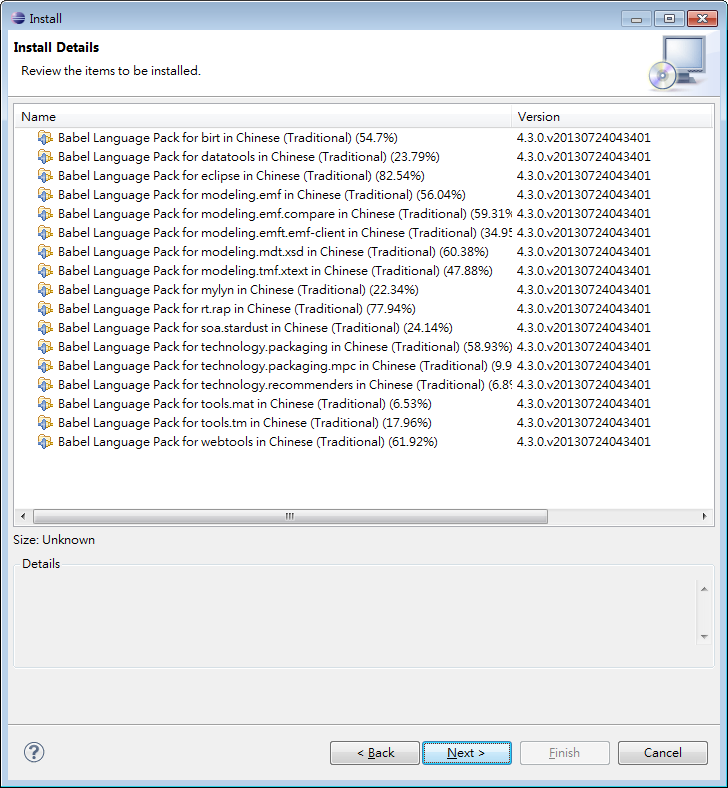 Install
Install Details
Review the items to be installed.
Name Version
Babel Language Pack for birt in Chinese (Traditional) (54.7%) 4.3.0.v20130724043401
Babel Language Pack for datatools in Chinese (Traditional) (23.79%) 4.3.0.v20130724043401
Babel Language Pack for eclipse in Chinese (Traditional) (82.54%) 4.3.0.v20130724043401
Babel Language Pack for modeling.emf in Chinese (Traditional) (56.04%) 4.3.0.v20130724043401
Babel Language Pack for modeling.emf.compare in Chinese (Traditional) (59.31% 4.3.0.v20130724043401
Babel Language Pack for modeling.emft.emf-client in Chinese (Traditional) (34.95 4.3.0.v20130724043401
Babel Language Pack for modeling.mdt.xsd in Chinese (Traditional) (60.38%) 4.3.0.v20130724043401
Babel Language Pack for modeling.tmf.xtext in Chinese (Traditional) (47.88%) 4.3.0.v20130724043401
Babel Language Pack for mylyn in Chinese (Traditional) (22.34%) 4.3.0.v20130724043401
Babel Language Pack for rt.rap in Chinese (Traditional) (77.94%) 4.3.0.v20130724043401
Babel Language Pack for soa.stardust in Chinese (Traditional) (24.14%) 4.3.0.v20130724043401
Babel Language Pack for technology.packaging in Chinese (Traditional) (58.93%) 4.3.0.v20130724043401
Babel Language Pack for technology.packaging.mpc in Chinese (Traditional) (9.9 4.3.0.v20130724043401
Babel Language Pack for technology.recommenders in Chinese (Traditional) (6.89 4.3.0.v20130724043401
Babel Language Pack for tools.mat in Chinese (Traditional) (6.53%) 4.3.0.v20130724043401
Babel Language Pack for tools.tm in Chinese (Traditional) (17.96%) 4.3.0.v20130724043401
Babel Language Pack for webtools in Chinese (Traditional) (61.92%) 4.3.0.v20130724043401
Size: Unknown
Details
? < Back Next > Finish Cancel